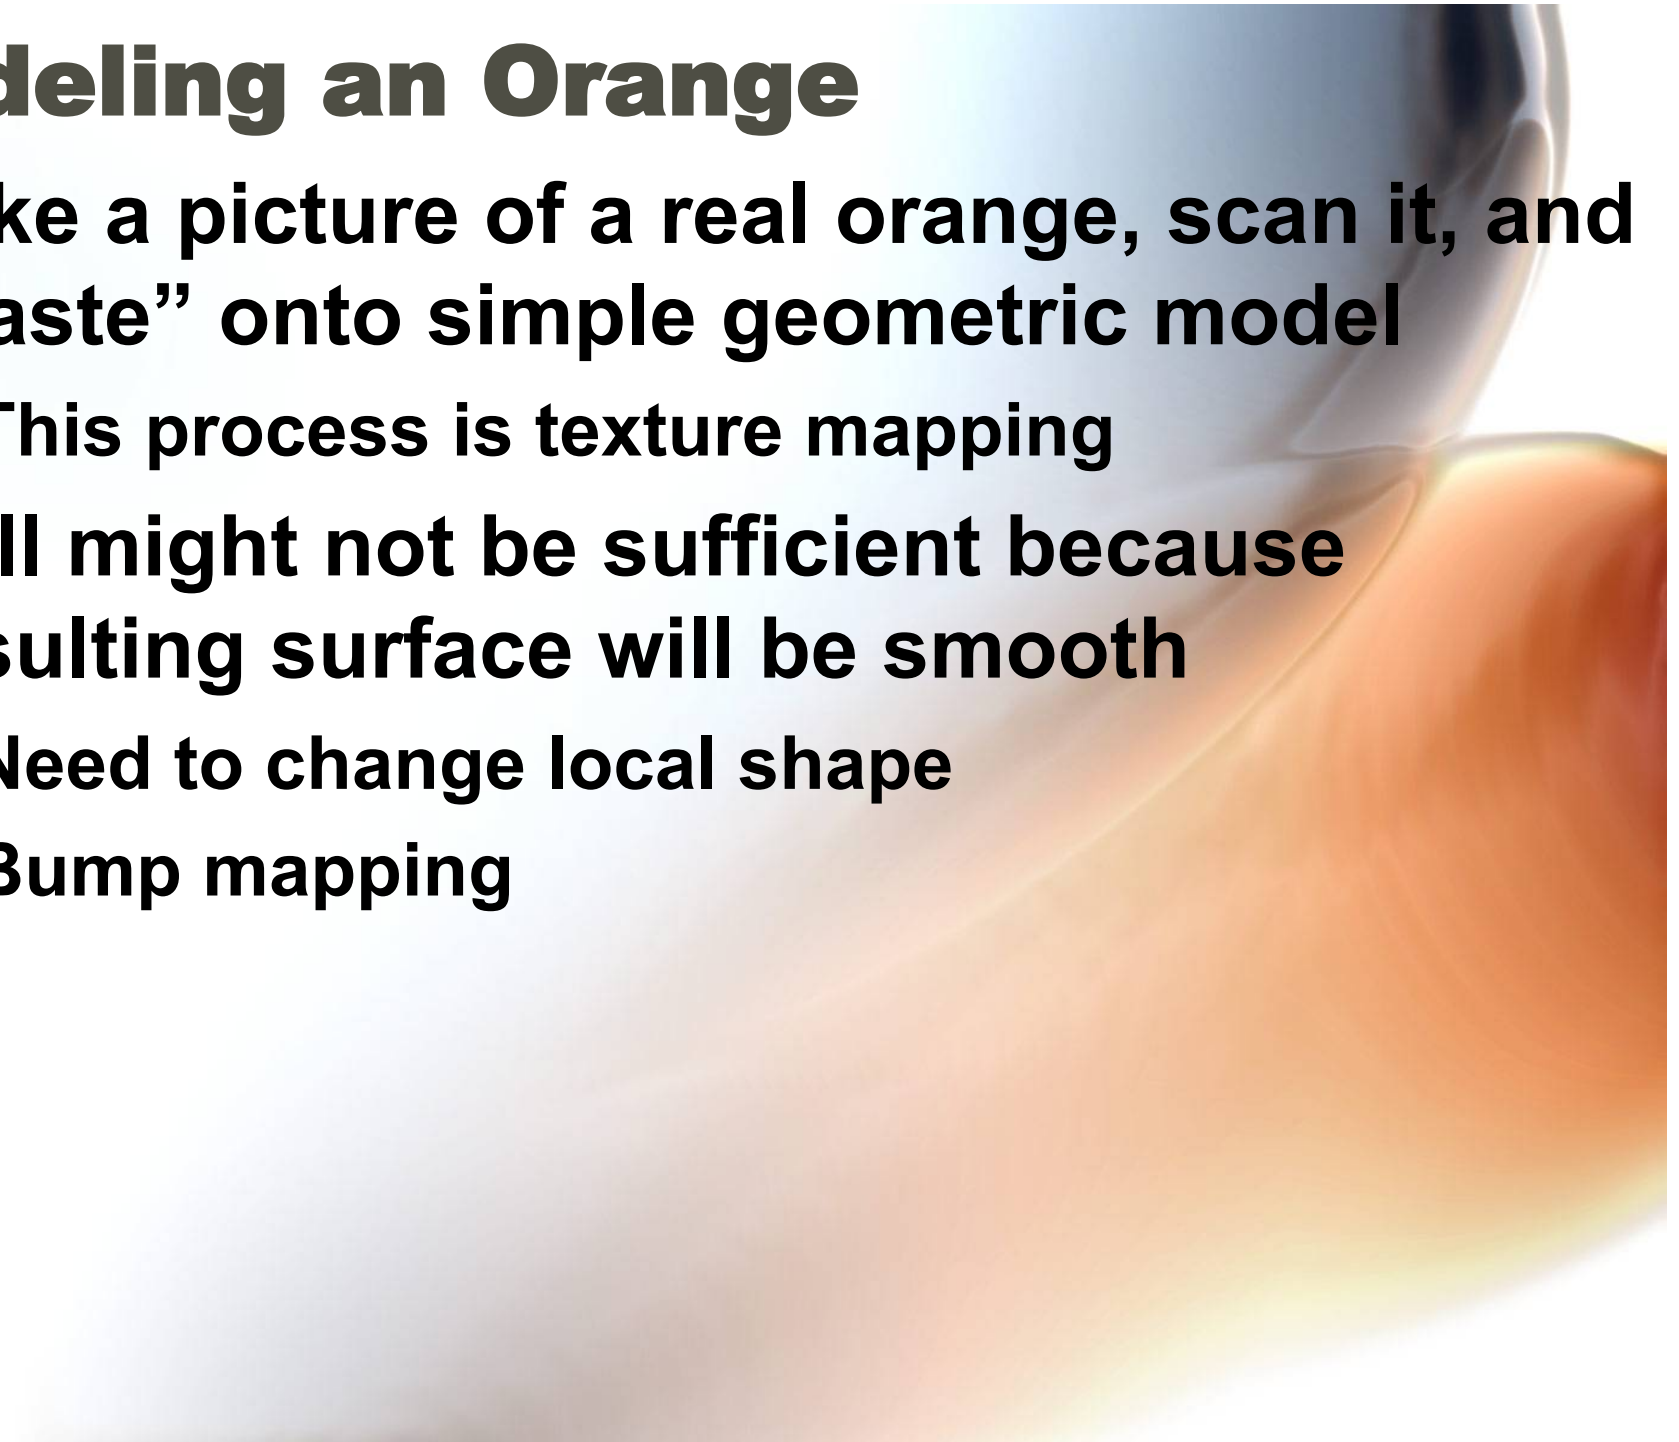 deling an Orange
ke a picture of a real orange, scan it, and
aste” onto simple geometric model
This process is texture mapping
ll might not be sufficient because
sulting surface will be smooth
Need to change local shape
Bump mapping